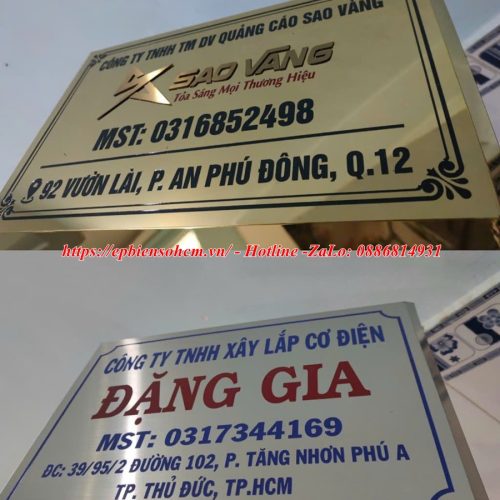 CÔNG TY TNHH TM DV QUẢNG CÁO SAO VÀNG
SAO VÀNG
Tỏa Sáng Mọi Thương Hiệu
MST: 0316852498
92 VƯỜN LÀI, P. AN PHÚ ĐÔNG, Q.12
https://epbiensohem.vn/ - Hotline -ZaLo: 0886814931
CÔNG TY TNHH XÂY LẮP CƠ ĐIỆN
ĐẶNG GIA
MST: 0317344169
ĐC: 39/95/2 ĐƯỜNG 102, P. TĂNG NHƠN PHÚ A
TP. THỦ ĐỨC, TP.HCM